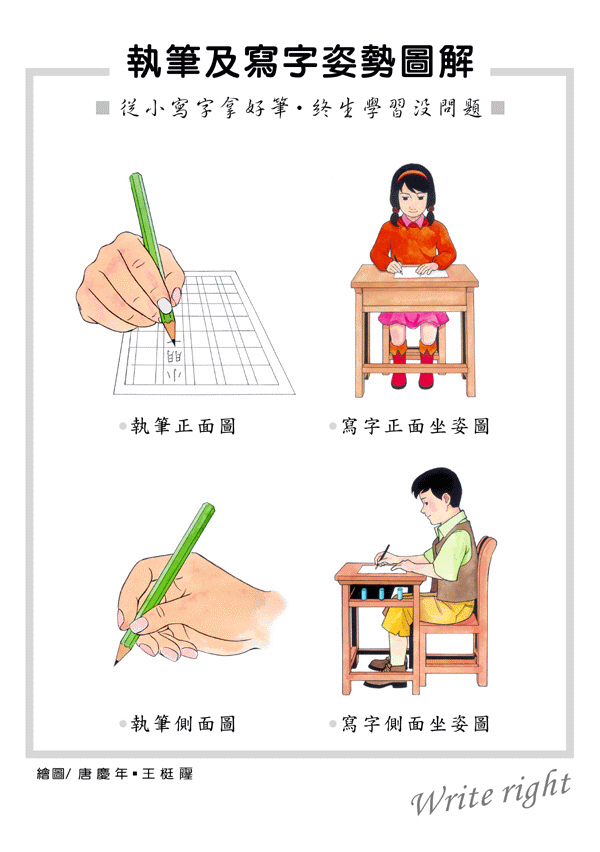 執筆及寫字姿勢圖解
從小寫字拿好筆·終生學習沒問題
執筆正面圖
寫字正面坐姿圖
執筆側面圖
寫字側面坐姿圖
繪圖/唐慶年·王梃
Write right